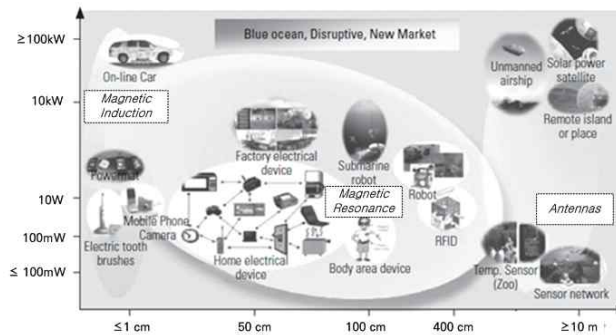 ≥100kW
10kW
10W
100mW
≤ 100mW
Blue ocean, Disruptive, New Market
On-line Car
Magnetic
Induction
Powermat
Mobile Phone
Camera
Electric tooth
brushes
Factory electrical
device
Home electrical
device
Submarine
robot
Magnetic
Resonance
Body area device
Robot
RFID
Unmanned
airship
Solar power
satellite
Remote island
or place
Antennas
Temp. Sensor
(Zoo)
Sensor network
≤1 cm
50 cm
100 cm
400 cm
≥10 m